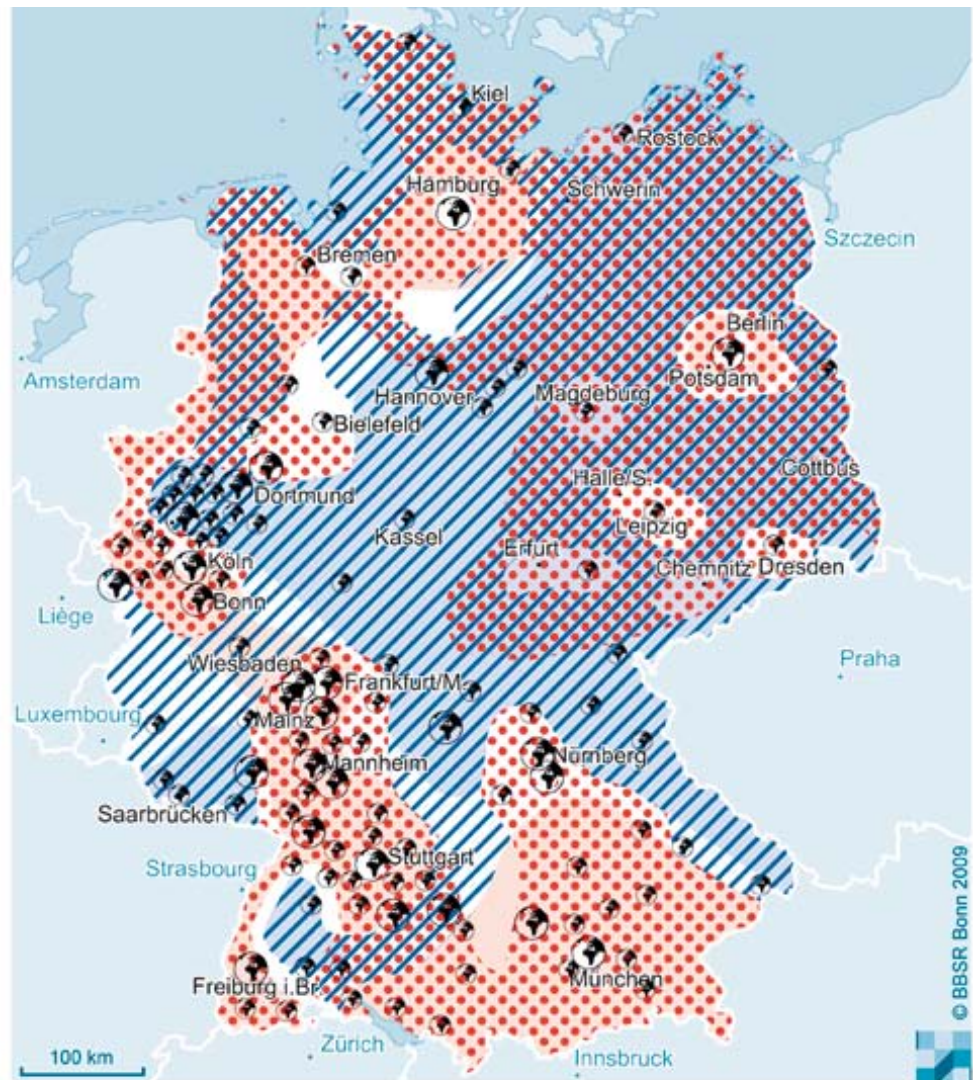 Kiel
Rostock
Hamburg
Schwerin
Szczecin
Bremen
Berlin
Amsterdam
Potsdam
Hannover
Magdeburg
Bielefeld
Cottbus
Halle/S.
Dortmund
Leipzig
Kassel
Erfurt
Köln
Chemnitz
Dresden
Bonn
Liège
Wiesbaden
Praha
Frankfurt/M.
Luxembourg
Mainz
Nürnberg
Mannheim
Saarbrücken
Stuttgart
Strasbourg
München
Freiburg i.Br.
Zürich
Innsbruck
100 km
© BBSR Bonn 2009